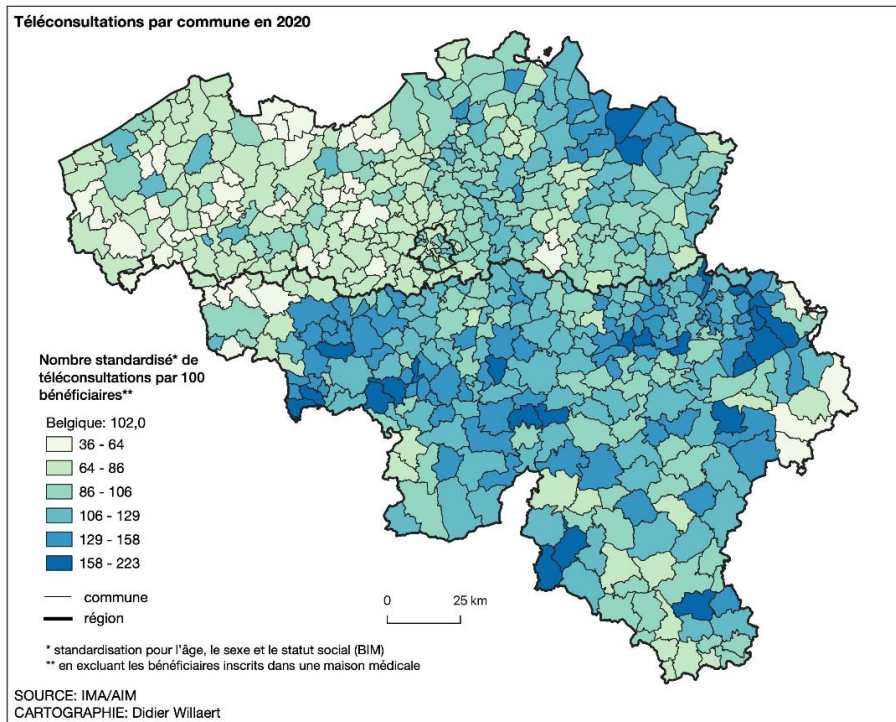 Téléconsultations par commune en 2020
Nombre standardisé* de
téléconsultations par 100
bénéficiaires**
Belgique: 102,0
36 - 64
64 - 86
86 - 106
106 - 129
129 - 158
158 - 223
commune
région
0 25 km
* standardisation pour l'âge, le sexe et le statut social (BIM)
** en excluant les bénéficiaires inscrits dans une maison médicale
SOURCE: IMA/AIM
CARTOGRAPHIE: Didier Willaert